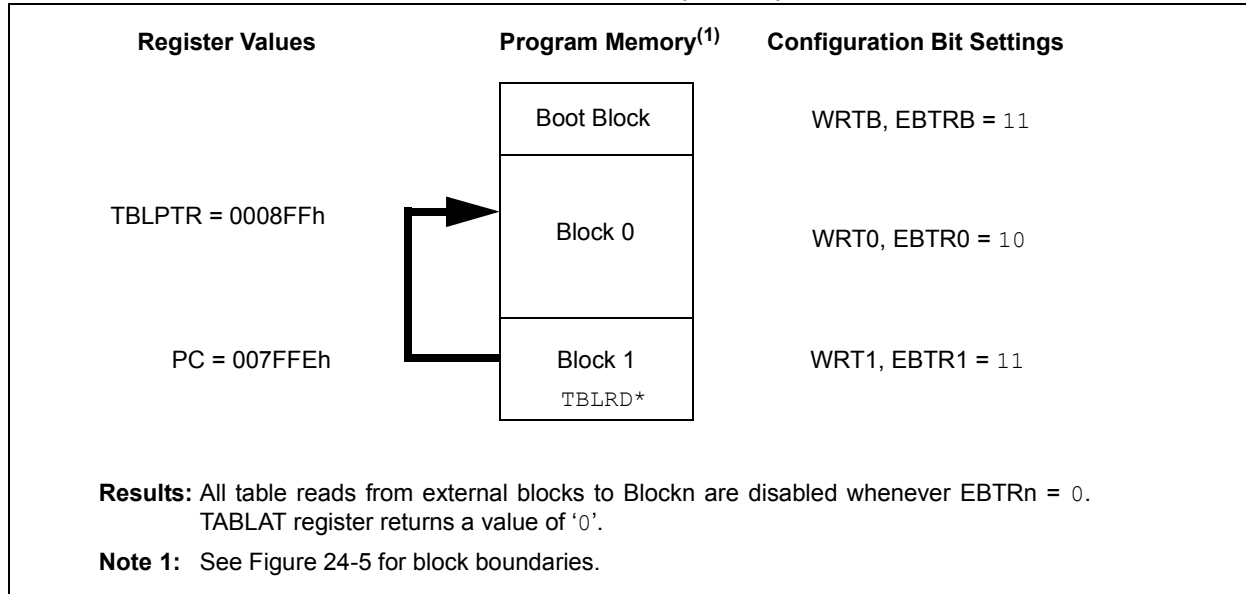 Register Values Program Memory(1) Configuration Bit Settings
Boot Block WRTB, EBTRB = 11
TBLPTR = 0008FFh
Block 0 WRT0, EBTR0 = 10
PC = 007FFEh Block 1 WRT1, EBTR1 = 11
TBLRD*
Results: All table reads from external blocks to Blockn are disabled whenever EBTRn = 0.
TABLAT register returns a value of ‘0’.
Note 1: See Figure 24-5 for block boundaries.